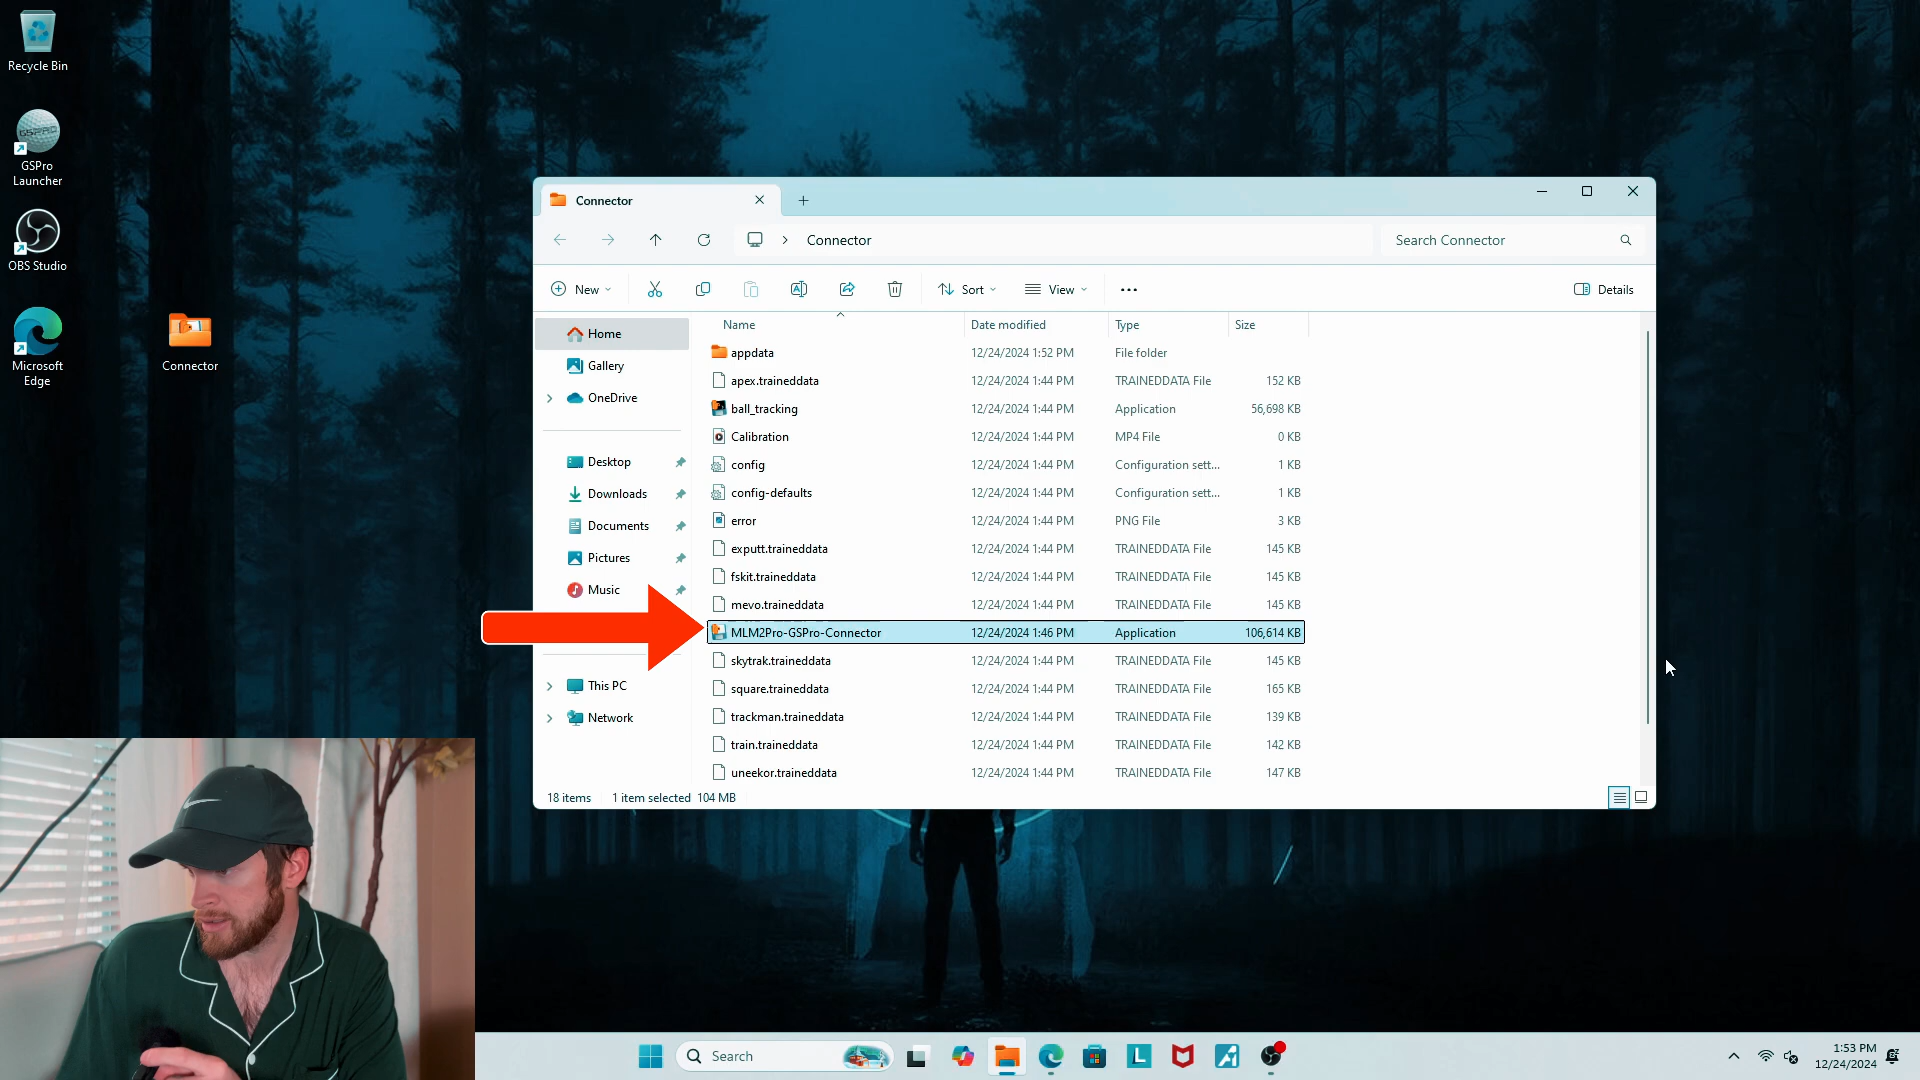 Recycle Bin
GSPRO
GSPro
Launcher
OBS Studio
Microsoft
Edge
Connector
Connector
Connector
Search Connector
New
Sort
View
Details
Home
Gallery
OneDrive
Desktop
Downloads
Documents
Pictures
Music
This PC
Network
Name Date modified Type Size
appdata 12/24/2024 1:52 PM File folder
apex.traineddata 12/24/2024 1:44 PM TRAINEDDATA File 152 KB
ball_tracking 12/24/2024 1:44 PM Application 56,698 KB
Calibration 12/24/2024 1:44 PM MP4 File 0 KB
config 12/24/2024 1:44 PM Configuration sett... 1 KB
config-defaults 12/24/2024 1:44 PM Configuration sett... 1 KB
error 12/24/2024 1:44 PM PNG File 3 KB
exputt.traineddata 12/24/2024 1:44 PM TRAINEDDATA File 145 KB
fskit.traineddata 12/24/2024 1:44 PM TRAINEDDATA File 145 KB
mevo.traineddata 12/24/2024 1:44 PM TRAINEDDATA File 145 KB
MLM2Pro-GSPro-Connector 12/24/2024 1:46 PM Application 106,614 KB
skytrak.traineddata 12/24/2024 1:44 PM TRAINEDDATA File 145 KB
square.traineddata 12/24/2024 1:44 PM TRAINEDDATA File 165 KB
trackman.traineddata 12/24/2024 1:44 PM TRAINEDDATA File 139 KB
train.traineddata 12/24/2024 1:44 PM TRAINEDDATA File 142 KB
uneekor.traineddata 12/24/2024 1:44 PM TRAINEDDATA File 147 KB
18 items 1 item selected 104 MB
Search
L
1:53 PM
12/24/2024